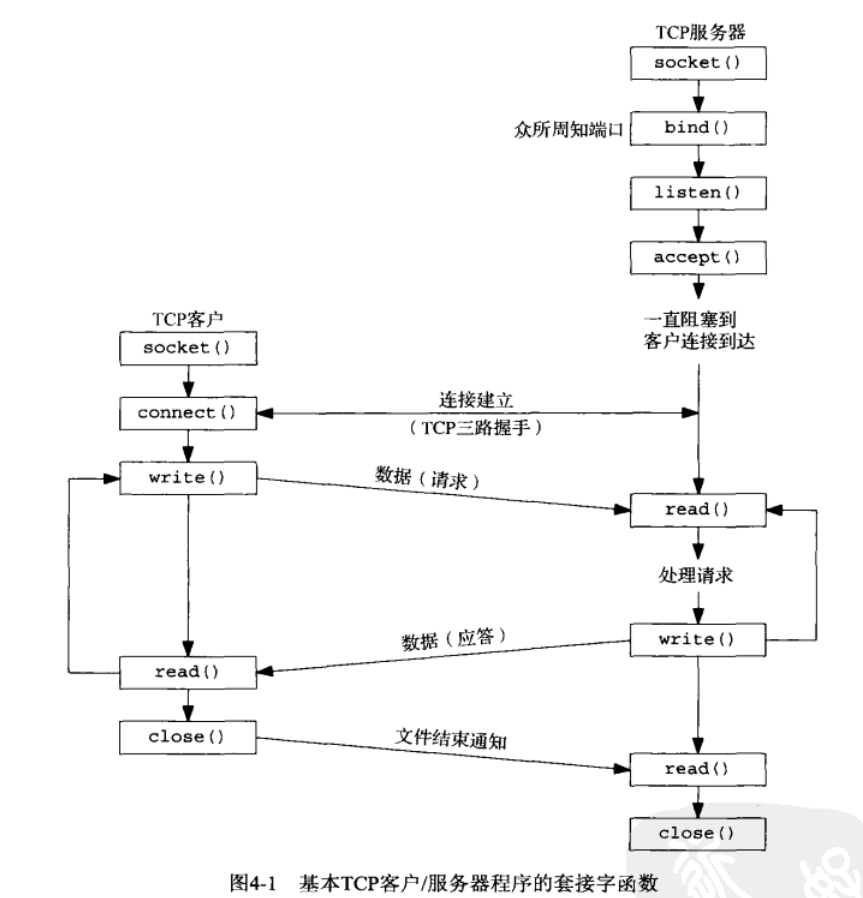 TCP服务器
socket()
众所周知端口
bind()
listen()
accept()
一直阻塞到
客户连接到达
TCP客户
socket()
connect()
连接建立
（TCP三路握手）
write()
数据（请求）
read()
处理请求
数据（应答）
write()
read()
close()
文件结束通知
read()
close()
图4-1 基本TCP客户/服务器程序的套接字函数